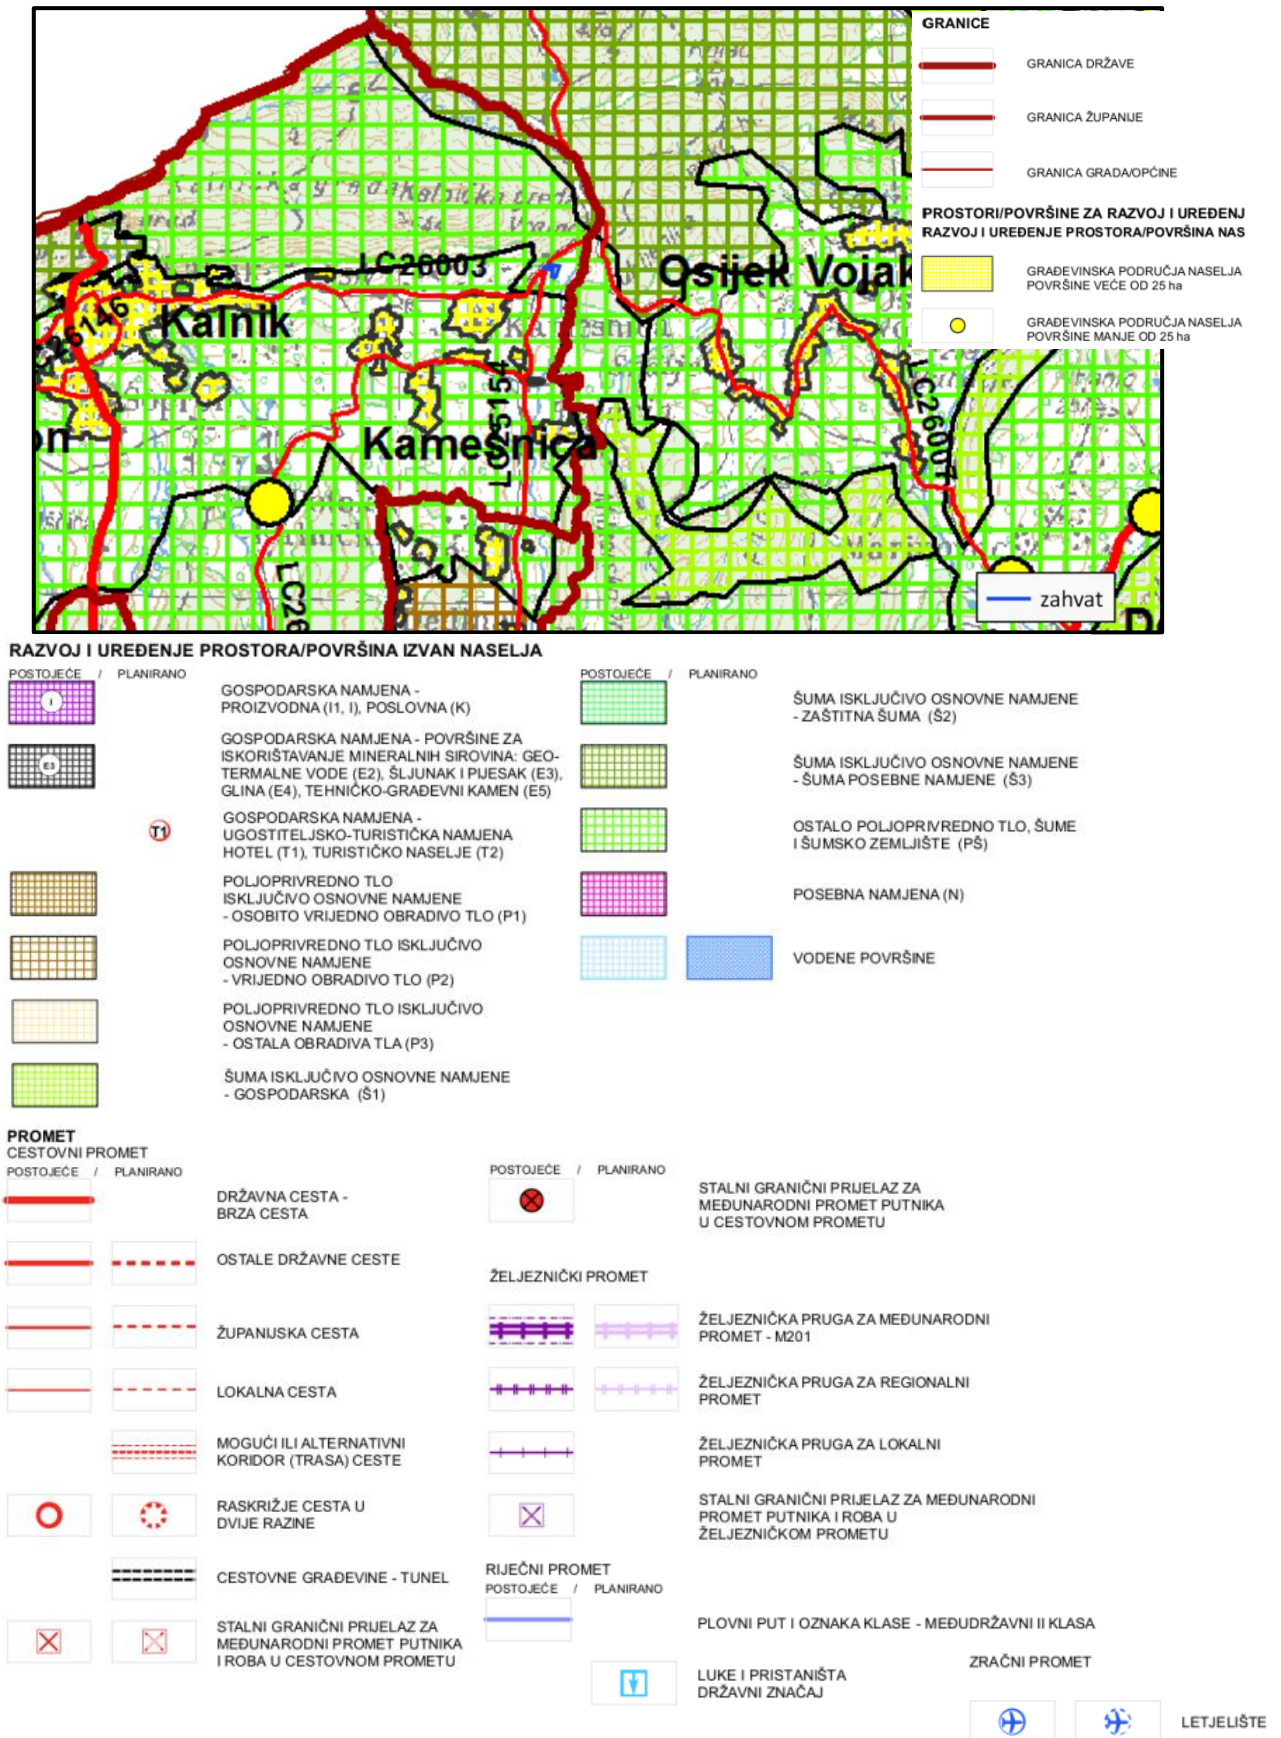 GRANICE
GRANICA DRŽAVE
GRANICA ŽUPANIJE
GRANICA GRADA/OPĆINE
PROSTORI/POVRŠINE ZA RAZVOJ I UREĐENJ
RAZVOJ I UREĐENJE PROSTORA/POVRŠINA NAS
GRAĐEVINSKA PODRUČJA NASELJA
POVRŠINE VEĆE OD 25 ha
GRAĐEVINSKA PODRUČJA NASELJA
POVRŠINE MANJE OD 25 ha
LC26003
Osijek Vojak
Kalnik
26146
Kamešnica
LC25154
LC26007
LC26
zahvat
RAZVOJ I UREĐENJE PROSTORA/POVRŠINA IZVAN NASELJA
POSTOJEĆE / PLANIRANO
I
GOSPODARSKA NAMJENA -
PROIZVODNA (I1, I), POSLOVNA (K)
E3
GOSPODARSKA NAMJENA - POVRŠINE ZA
ISKORIŠTAVANJE MINERALNIH SIROVINA: GEO-
TERMALNE VODE (E2), ŠLJUNAK I PIJESAK (E3),
GLINA (E4), TEHNIČKO-GRAĐEVNI KAMEN (E5)
T1
GOSPODARSKA NAMJENA -
UGOSTITELJSKO-TURISTIČKA NAMJENA
HOTEL (T1), TURISTIČKO NASELJE (T2)
POLJOPRIVREDNO TLO
ISKLJUČIVO OSNOVNE NAMJENE
- OSOBITO VRIJEDNO OBRADIVO TLO (P1)
POLJOPRIVREDNO TLO ISKLJUČIVO
OSNOVNE NAMJENE
- VRIJEDNO OBRADIVO TLO (P2)
POLJOPRIVREDNO TLO ISKLJUČIVO
OSNOVNE NAMJENE
- OSTALA OBRADIVA TLA (P3)
ŠUMA ISKLJUČIVO OSNOVNE NAMJENE
- GOSPODARSKA (Š1)
POSTOJEĆE / PLANIRANO
ŠUMA ISKLJUČIVO OSNOVNE NAMJENE
- ZAŠTITNA ŠUMA (Š2)
ŠUMA ISKLJUČIVO OSNOVNE NAMJENE
- ŠUMA POSEBNE NAMJENE (Š3)
OSTALO POLJOPRIVREDNO TLO, ŠUME
I ŠUMSKO ZEMLJIŠTE (PŠ)
POSEBNA NAMJENA (N)
VODENE POVRŠINE
PROMET
CESTOVNI PROMET
POSTOJEĆE / PLANIRANO
DRŽAVNA CESTA -
BRZA CESTA
OSTALE DRŽAVNE CESTE
ŽUPANIJSKA CESTA
LOKALNA CESTA
MOGUĆI ILI ALTERNATIVNI
KORIDOR (TRASA) CESTE
RASKRIŽJE CESTA U
DVIJE RAZINE
CESTOVNE GRAĐEVINE - TUNEL
STALNI GRANIČNI PRIJELAZ ZA
MEĐUNARODNI PROMET PUTNIKA
I ROBA U CESTOVNOM PROMETU
POSTOJEĆE / PLANIRANO
STALNI GRANIČNI PRIJELAZ ZA
MEĐUNARODNI PROMET PUTNIKA
U CESTOVNOM PROMETU
ŽELJEZNIČKI PROMET
ŽELJEZNIČKA PRUGA ZA MEĐUNARODNI
PROMET - M201
ŽELJEZNIČKA PRUGA ZA REGIONALNI
PROMET
ŽELJEZNIČKA PRUGA ZA LOKALNI
PROMET
STALNI GRANIČNI PRIJELAZ ZA MEĐUNARODNI
PROMET PUTNIKA I ROBA U
ŽELJEZNIČKOM PROMETU
RIJEČNI PROMET
POSTOJEĆE / PLANIRANO
PLOVNI PUT I OZNAKA KLASE - MEĐUDRŽAVNI II KLASA
LUKE I PRISTANIŠTA
DRŽAVNI ZNAČAJ
ZRAČNI PROMET
LETJELIŠTE